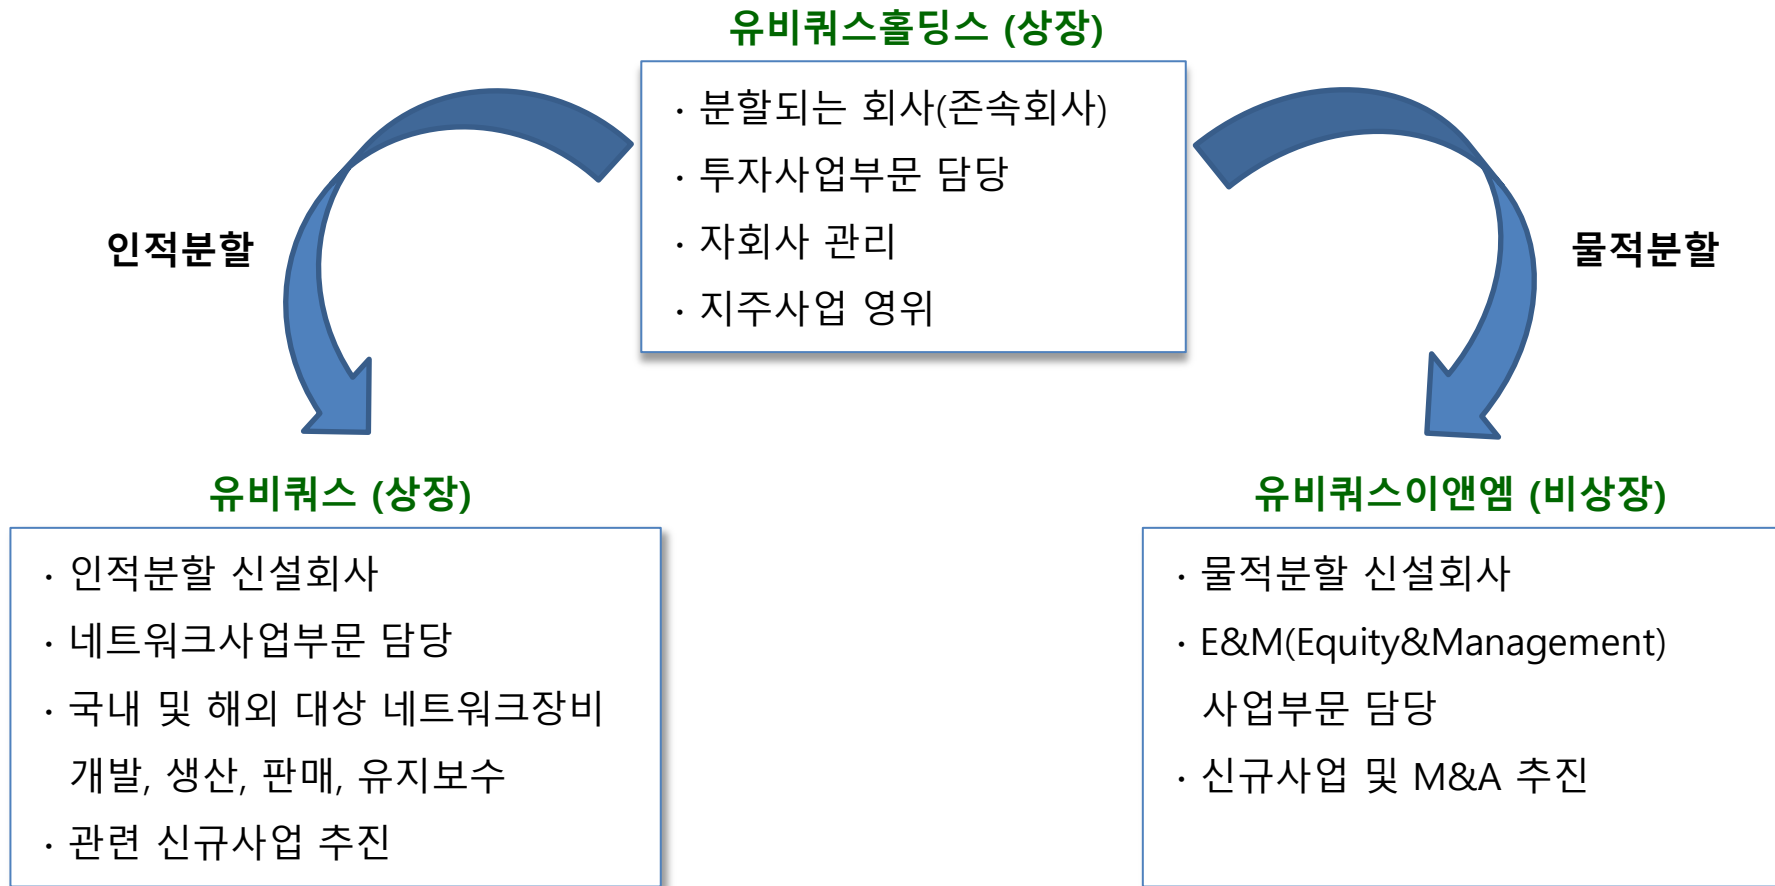 유비쿼스홀딩스 (상장)
· 분할되는 회사(존속회사)
· 투자사업부문 담당
· 자회사 관리
· 지주사업 영위
인적분할
물적분할
유비쿼스 (상장)
· 인적분할 신설회사
· 네트워크사업부문 담당
· 국내 및 해외 대상 네트워크장비
개발, 생산, 판매, 유지보수
· 관련 신규사업 추진
유비쿼스이앤엠 (비상장)
· 물적분할 신설회사
· E&M(Equity&Management)
사업부문 담당
· 신규사업 및 M&A 추진